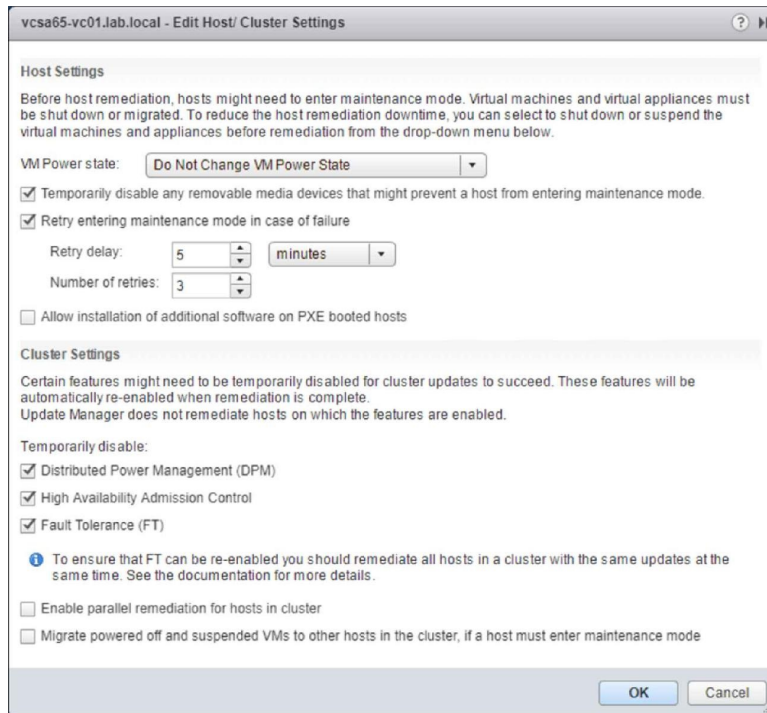 vcsa65-vc01.lab.local - Edit Host/ Cluster Settings
?
Host Settings
Before host remediation, hosts might need to enter maintenance mode. Virtual machines and virtual appliances must
be shut down or migrated. To reduce the host remediation downtime, you can select to shut down or suspend the
virtual machines and appliances before remediation from the drop-down menu below.
VM Power state: Do Not Change VM Power State
Temporarily disable any removable media devices that might prevent a host from entering maintenance mode.
Retry entering maintenance mode in case of failure
Retry delay: 5 minutes
Number of retries: 3
Allow installation of additional software on PXE booted hosts
Cluster Settings
Certain features might need to be temporarily disabled for cluster updates to succeed. These features will be
automatically re-enabled when remediation is complete.
Update Manager does not remediate hosts on which the features are enabled.
Temporarily disable:
Distributed Power Management (DPM)
High Availability Admission Control
Fault Tolerance (FT)
To ensure that FT can be re-enabled you should remediate all hosts in a cluster with the same updates at the
same time. See the documentation for more details.
Enable parallel remediation for hosts in cluster
Migrate powered off and suspended VMs to other hosts in the cluster, if a host must enter maintenance mode
OK Cancel